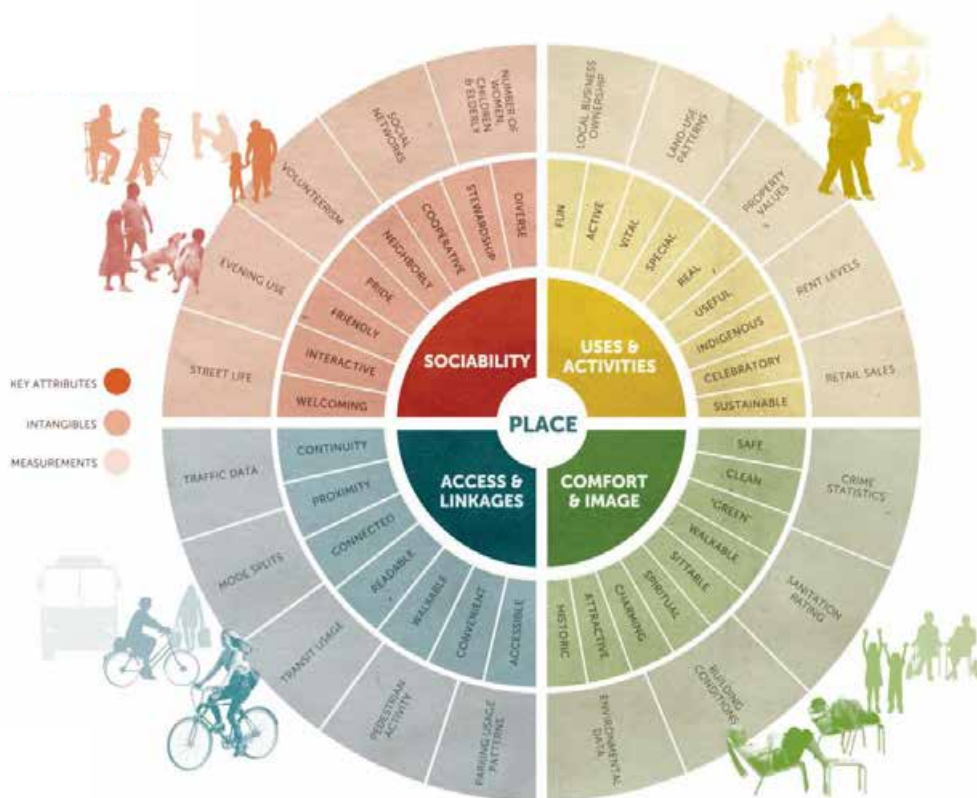 NUMBER OF
WOMEN,
CHILDREN
& ELDERLY
SOCIAL
NETWORKS
VOLUNTEERISM
EVENING USE
STREET LIFE
DIVERSE
STEWARDSHIP
COOPERATIVE
NEIGHBORLY
PRIDE
FRIENDLY
INTERACTIVE
WELCOMING
SOCIABILITY
LOCAL BUSINESS
OWNERSHIP
LAND-USE
PATTERNS
PROPERTY
VALUES
RENT LEVELS
RETAIL SALES
FUN
ACTIVE
VITAL
SPECIAL
REAL
USEFUL
INDIGENOUS
CELEBRATORY
SUSTAINABLE
USES &
ACTIVITIES
PLACE
KEY ATTRIBUTES
INTANGIBLES
MEASUREMENTS
ACCESS &
LINKAGES
CONTINUITY
PROXIMITY
CONNECTED
READABLE
WALKABLE
CONVENIENT
ACCESSIBLE
TRAFFIC DATA
MODE SPLITS
TRANSIT USAGE
PEDESTRIAN
ACTIVITY
PARKING USAGE
PATTERNS
COMFORT
& IMAGE
SAFE
CLEAN
"GREEN"
WALKABLE
SITTABLE
SPIRITUAL
CHARMING
ATTRACTIVE
HISTORIC
CRIME
STATISTICS
SANITATION
RATING
BUILDING
CONDITIONS
ENVIRONMENTAL
DATA